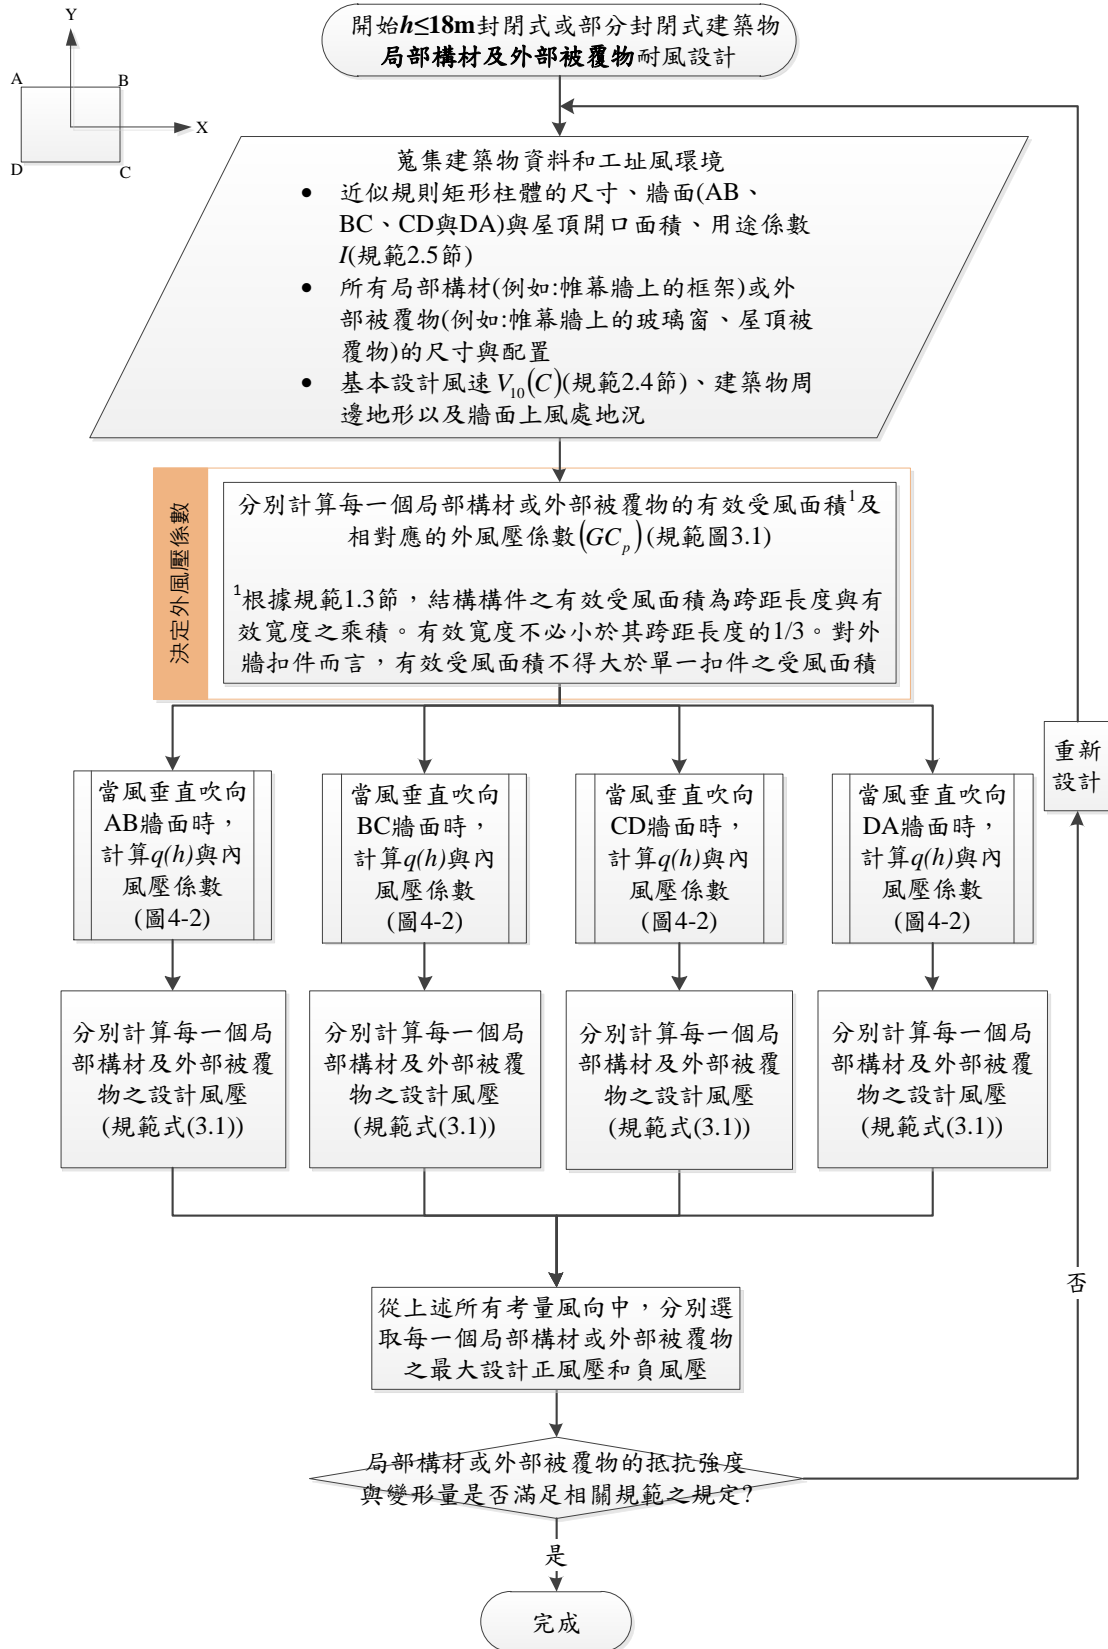 開始h≤18m封閉式或部分封閉式建築物
局部構材及外部被覆物耐風設計
Y
A
B
X
D
C
蒐集建築物資料和工址風環境
• 近似規則矩形柱體的尺寸、牆面(AB、
BC、CD與DA)與屋頂開口面積、用途係數
I(規範2.5節)
• 所有局部構材(例如:帷幕牆上的框架)或外
部被覆物(例如:帷幕牆上的玻璃窗、屋頂被
覆物)的尺寸與配置
• 基本設計風速V₁₀(C)(規範2.4節)、建築物周
邊地形以及牆面上風處地況
決定外風壓係數
分別計算每一個局部構材或外部被覆物的有效受風面積¹及
相對應的外風壓係數(GCₚ)(規範圖3.1)
¹根據規範1.3節，結構構件之有效受風面積為跨距長度與有
效寬度之乘積。有效寬度不必小於其跨距長度的1/3。對外
牆扣件而言，有效受風面積不得大於單一扣件之受風面積
重新
設計
當風垂直吹向
AB牆面時，
計算q(h)與內
風壓係數
(圖4-2)
當風垂直吹向
BC牆面時，
計算q(h)與內
風壓係數
(圖4-2)
當風垂直吹向
CD牆面時，
計算q(h)與內
風壓係數
(圖4-2)
當風垂直吹向
DA牆面時，
計算q(h)與內
風壓係數
(圖4-2)
分別計算每一個局
部構材及外部被覆
物之設計風壓
(規範式(3.1))
分別計算每一個局
部構材及外部被覆
物之設計風壓
(規範式(3.1))
分別計算每一個局
部構材及外部被覆
物之設計風壓
(規範式(3.1))
分別計算每一個局
部構材及外部被覆
物之設計風壓
(規範式(3.1))
否
從上述所有考量風向中，分別選
取每一個局部構材或外部被覆物
之最大設計正風壓和負風壓
局部構材或外部被覆物的抵抗強度
與變形量是否滿足相關規範之規定?
是
完成